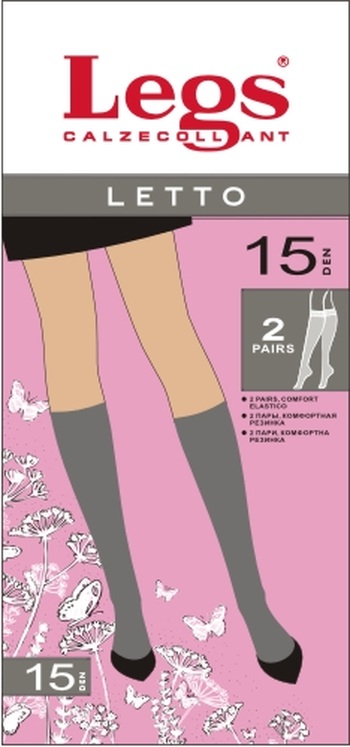 Legs®
CALZECOLLANT
LETTO
15 DEN
2
PAIRS
2 PAIRS, COMFORT
ELASTICO
2 ПАРЫ, КОМФОРТНАЯ
РЕЗИНКА
2 ПАРИ, КОМФОРТНА
РЕЗИНКА
15 DEN